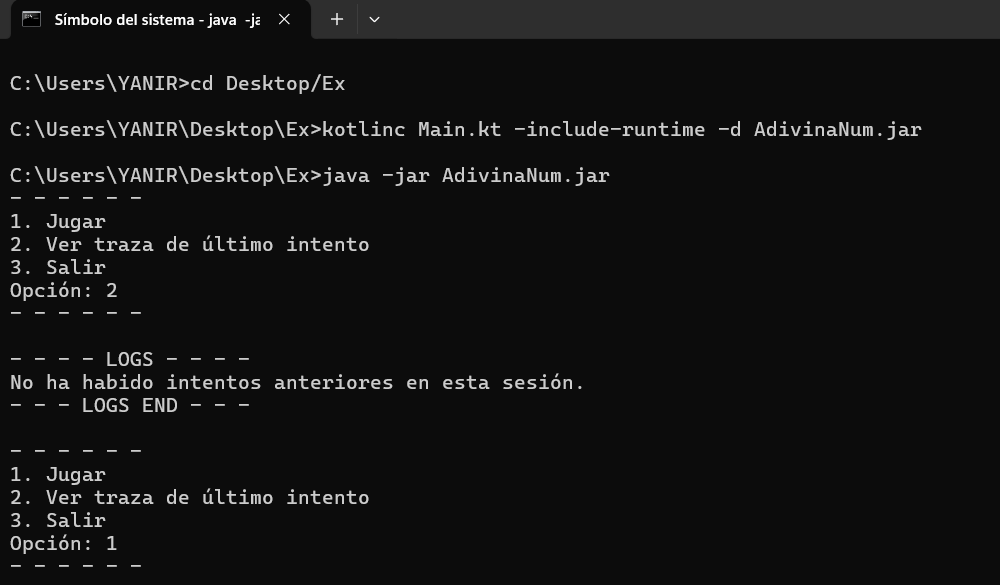 Símbolo del sistema - java -ja
C:\Users\YANIR>cd Desktop/Ex
C:\Users\YANIR\Desktop\Ex>kotlinc Main.kt -include-runtime -d AdivinaNum.jar
C:\Users\YANIR\Desktop\Ex>java -jar AdivinaNum.jar
- - - - - -
1. Jugar
2. Ver traza de último intento
3. Salir
Opción: 2
- - - - - -
- - - - LOGS - - - -
No ha habido intentos anteriores en esta sesión.
- - - LOGS END - - -
- - - - - -
1. Jugar
2. Ver traza de último intento
3. Salir
Opción: 1
- - - - - -